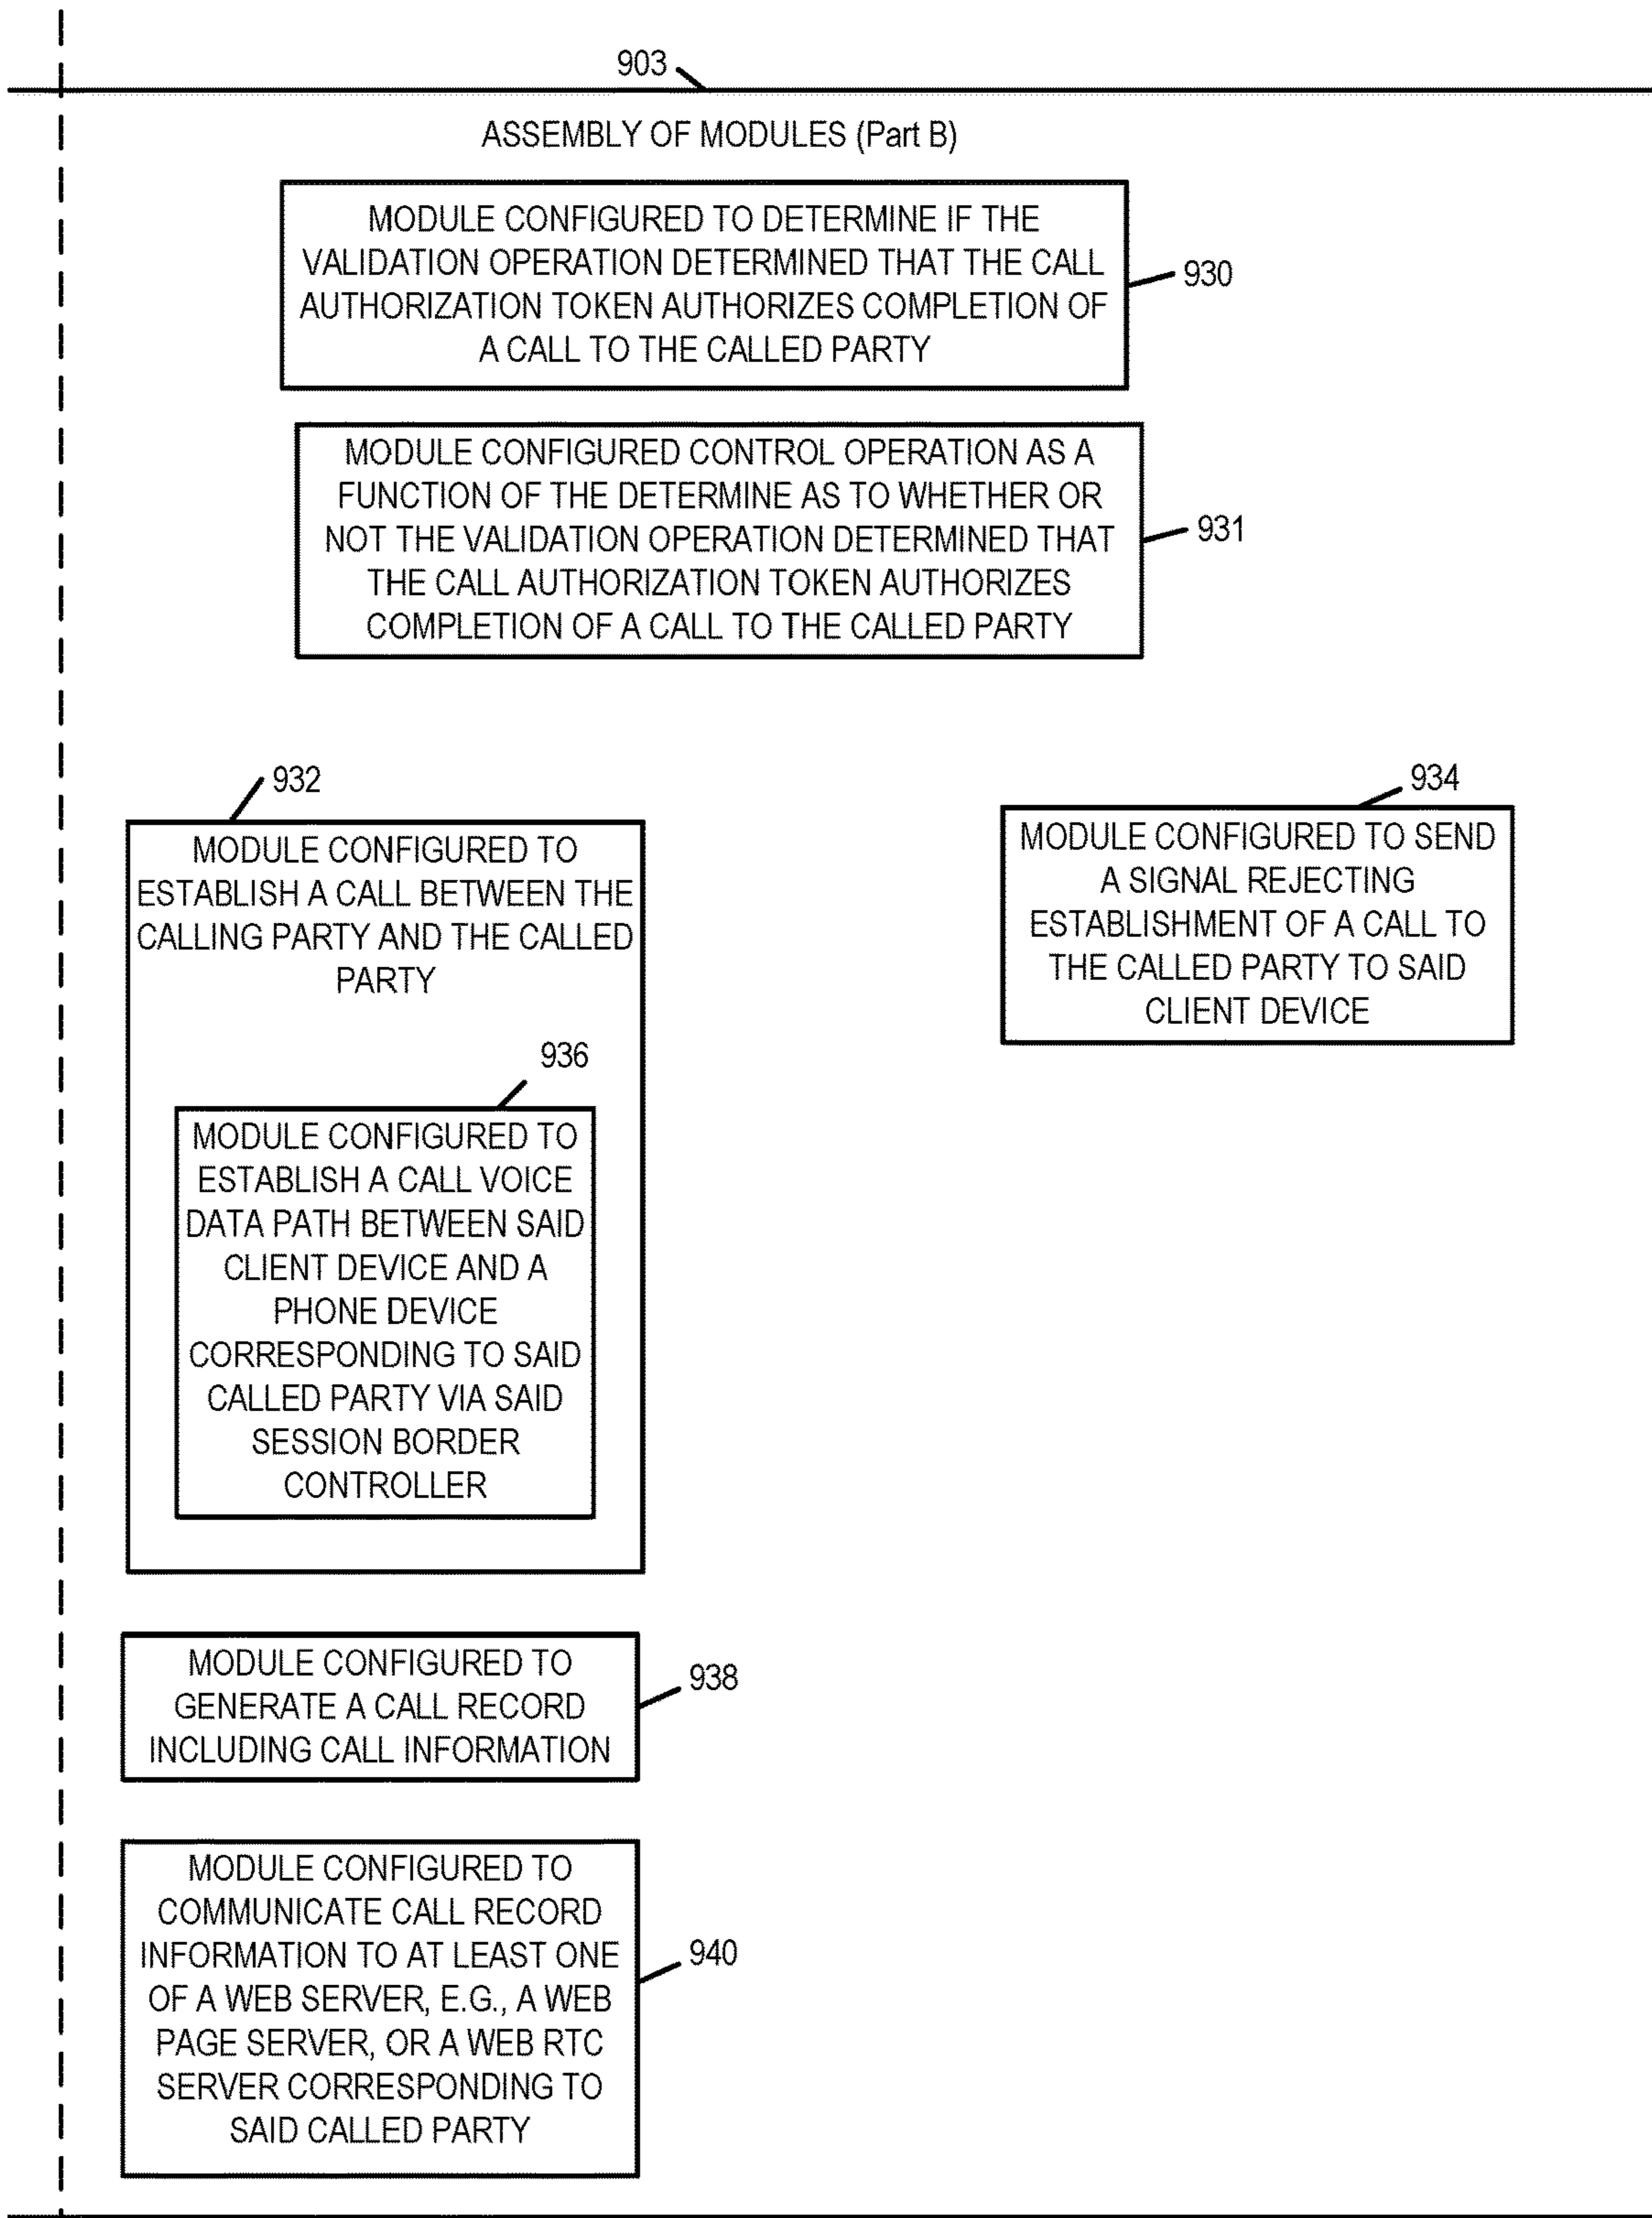 903
ASSEMBLY OF MODULES (Part B)
MODULE CONFIGURED TO DETERMINE IF THE
VALIDATION OPERATION DETERMINED THAT THE CALL
AUTHORIZATION TOKEN AUTHORIZES COMPLETION OF
A CALL TO THE CALLED PARTY
930
MODULE CONFIGURED CONTROL OPERATION AS A
FUNCTION OF THE DETERMINE AS TO WHETHER OR
NOT THE VALIDATION OPERATION DETERMINED THAT
THE CALL AUTHORIZATION TOKEN AUTHORIZES
COMPLETION OF A CALL TO THE CALLED PARTY
931
932
MODULE CONFIGURED TO
ESTABLISH A CALL BETWEEN THE
CALLING PARTY AND THE CALLED
PARTY
934
MODULE CONFIGURED TO SEND
A SIGNAL REJECTING
ESTABLISHMENT OF A CALL TO
THE CALLED PARTY TO SAID
CLIENT DEVICE
936
MODULE CONFIGURED TO
ESTABLISH A CALL VOICE
DATA PATH BETWEEN SAID
CLIENT DEVICE AND A
PHONE DEVICE
CORRESPONDING TO SAID
CALLED PARTY VIA SAID
SESSION BORDER
CONTROLLER
MODULE CONFIGURED TO
GENERATE A CALL RECORD
INCLUDING CALL INFORMATION
938
MODULE CONFIGURED TO
COMMUNICATE CALL RECORD
INFORMATION TO AT LEAST ONE
OF A WEB SERVER, E.G., A WEB
PAGE SERVER, OR A WEB RTC
SERVER CORRESPONDING TO
SAID CALLED PARTY
940